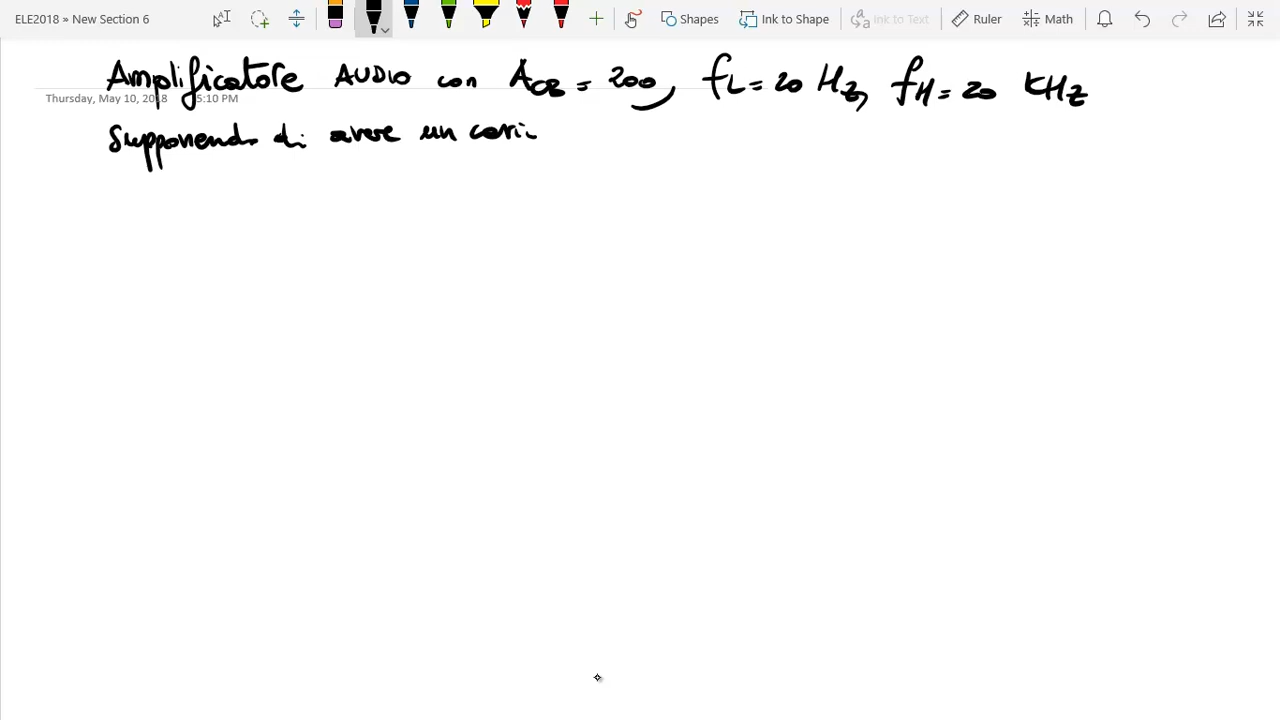 ELE2018 » New Section 6
Shapes
Ink to Shape
Ink to Text
Ruler
Math
Amplificatore AUDIO con ACB = 200, fL = 20 Hz, fH = 20 KHz
Thursday, May 10, 2018 5:10 PM
Supponendo di avere un cari